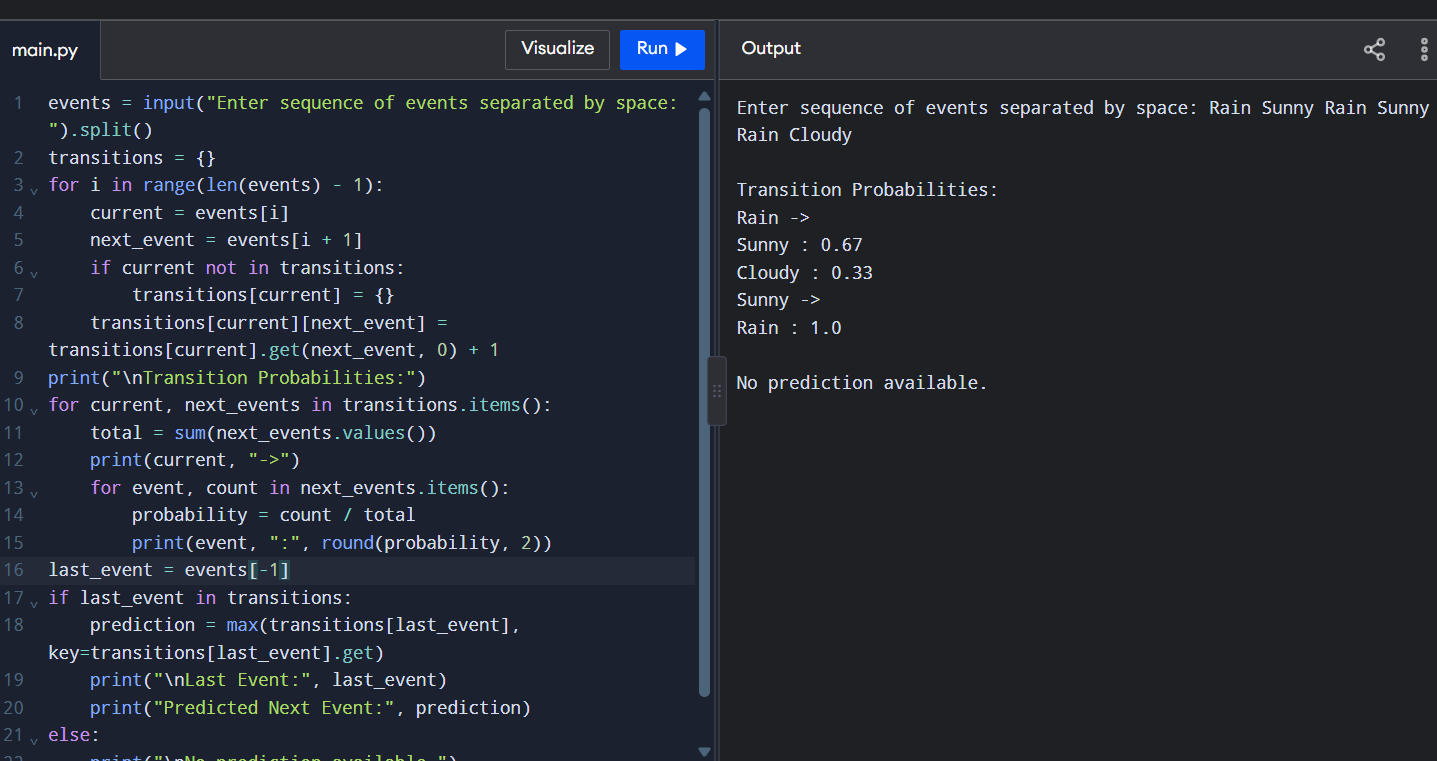 main.py
Visualize
Run
Output
1 events = input("Enter sequence of events separated by space:
").split()
2 transitions = {}
3 for i in range(len(events) - 1):
4     current = events[i]
5     next_event = events[i + 1]
6     if current not in transitions:
7         transitions[current] = {}
8     transitions[current][next_event] =
transitions[current].get(next_event, 0) + 1
9 print("\nTransition Probabilities:")
10 for current, next_events in transitions.items():
11     total = sum(next_events.values())
12     print(current, "->")
13     for event, count in next_events.items():
14         probability = count / total
15         print(event, ":", round(probability, 2))
16 last_event = events[-1]
17 if last_event in transitions:
18     prediction = max(transitions[last_event],
key=transitions[last_event].get)
19     print("\nLast Event:", last_event)
20     print("Predicted Next Event:", prediction)
21 else:
22     print("\nNo prediction available.")
Enter sequence of events separated by space: Rain Sunny Rain Sunny
Rain Cloudy
Transition Probabilities:
Rain ->
Sunny : 0.67
Cloudy : 0.33
Sunny ->
Rain : 1.0
No prediction available.